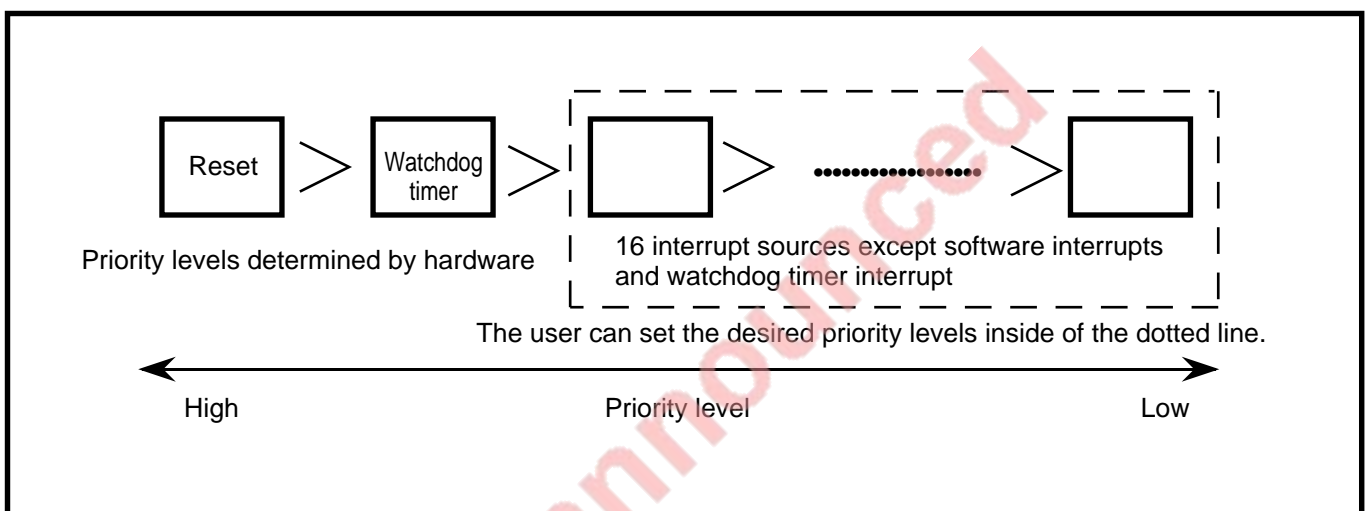 Reset
Watchdog
timer
Priority levels determined by hardware
16 interrupt sources except software interrupts
and watchdog timer interrupt
The user can set the desired priority levels inside of the dotted line.
High Priority level Low
nnounced